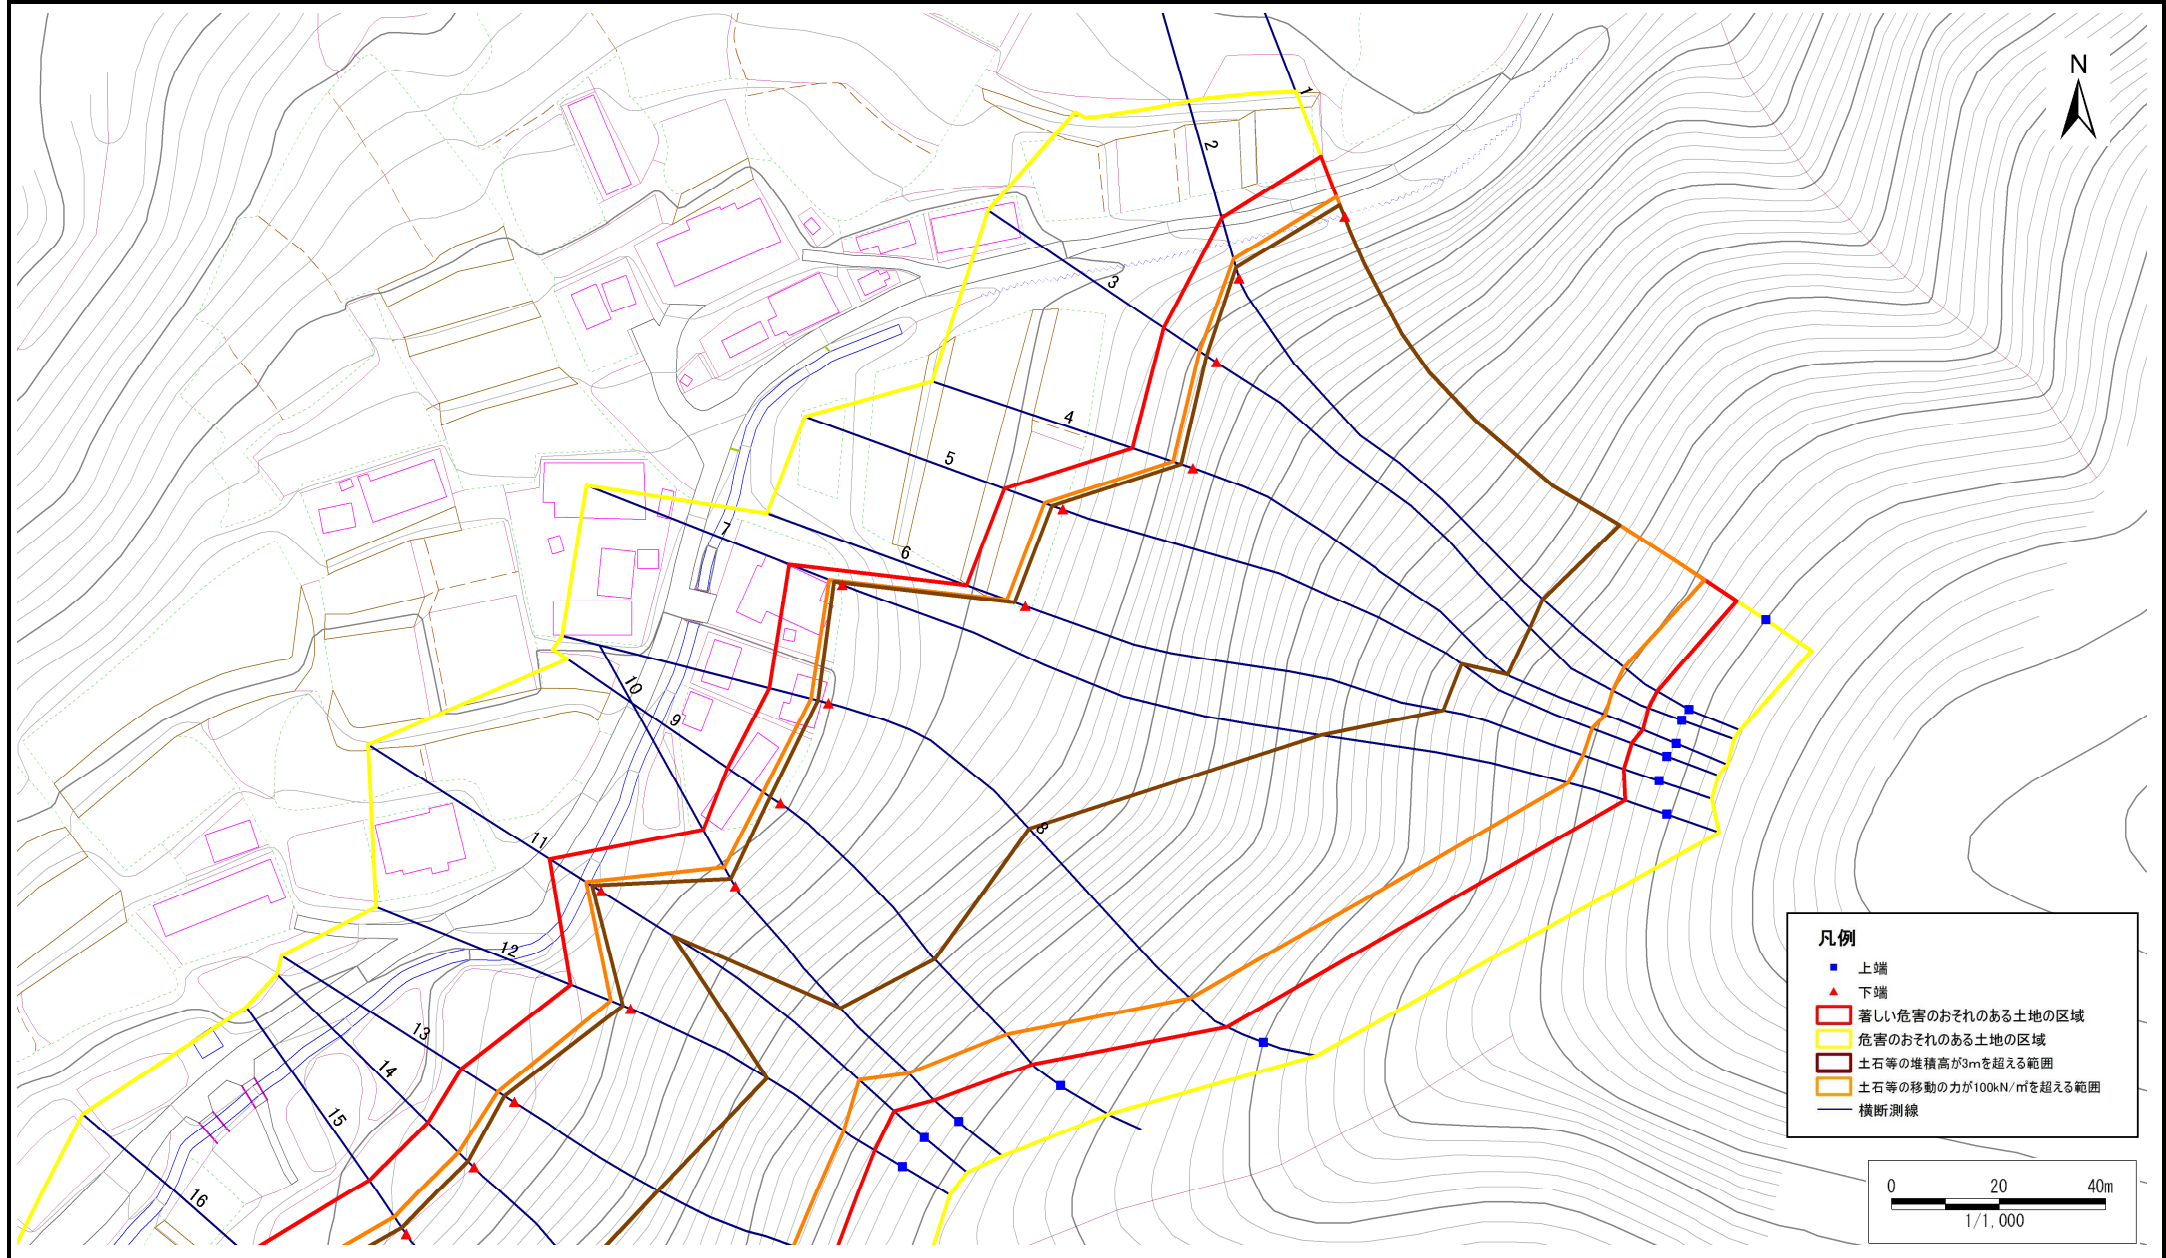 N
1
2
3
4
5
6
7
8
9
10
11
12
13
14
15
16
凡例
上端
下端
著しい危害のおそれのある土地の区域
危害のおそれのある土地の区域
土石等の堆積高が3mを超える範囲
土石等の移動の力が100kN/㎡を超える範囲
横断測線
0 20 40m
1/1,000